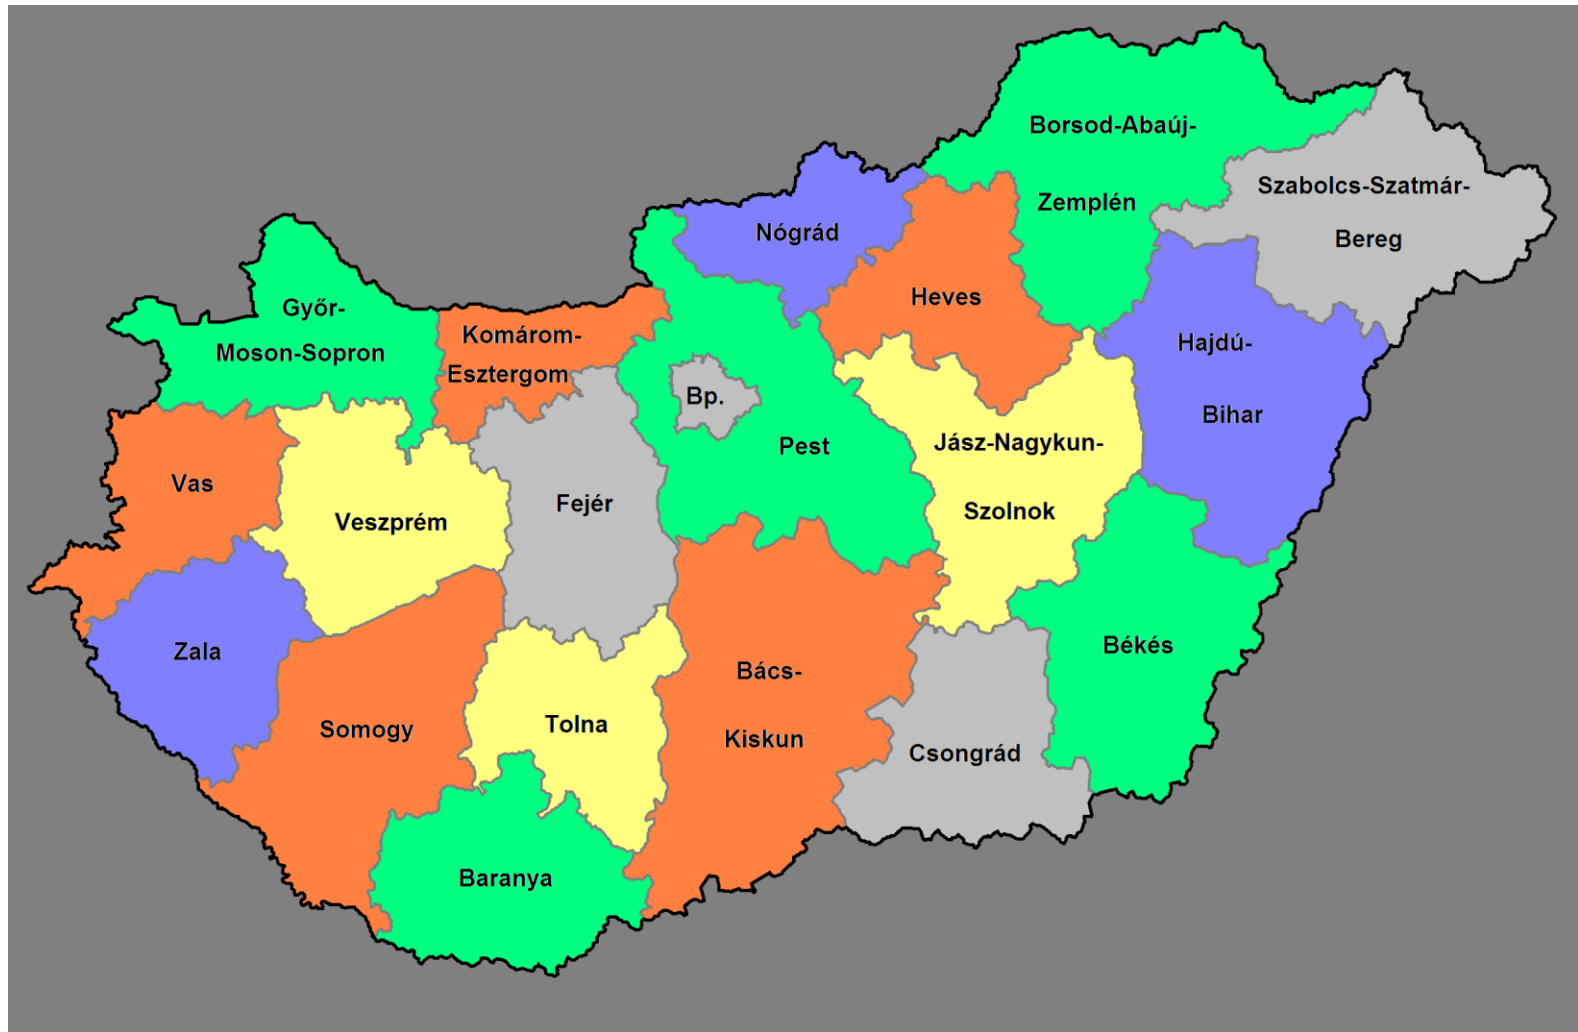 Borsod-Abaúj-
Zemplén
Szabolcs-Szatmár-
Bereg
Nógrád
Heves
Győr-
Moson-Sopron
Komárom-
Esztergom
Hajdú-
Bihar
Bp.
Pest
Jász-Nagykun-
Szolnok
Vas
Veszprém
Fejér
Zala
Somogy
Tolna
Bács-
Kiskun
Békés
Csongrád
Baranya